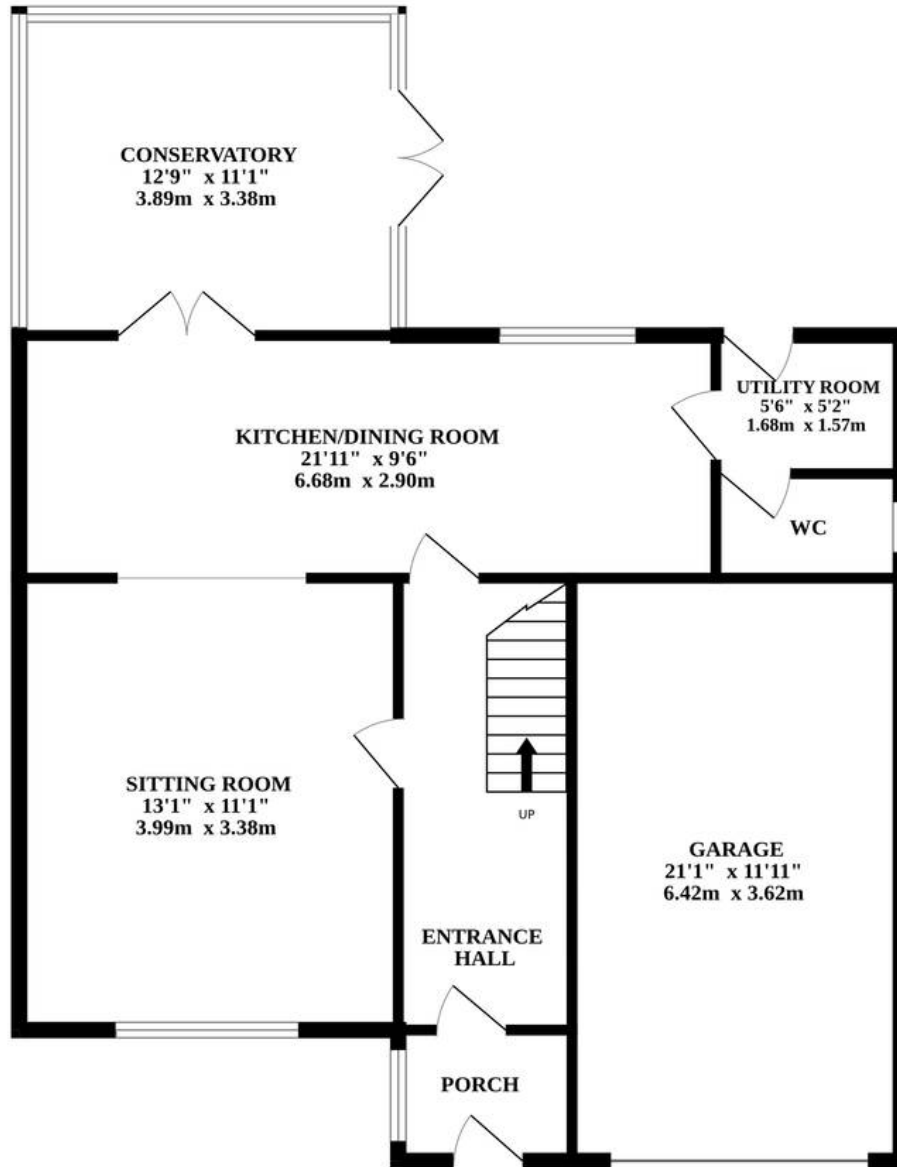 CONSERVATORY
12'9" x 11'1"
3.89m x 3.38m
KITCHEN/DINING ROOM
21'11" x 9'6"
6.68m x 2.90m
UTILITY ROOM
5'6" x 5'2"
1.68m x 1.57m
WC
SITTING ROOM
13'1" x 11'1"
3.99m x 3.38m
UP
GARAGE
21'1" x 11'11"
6.42m x 3.62m
ENTRANCE
HALL
PORCH